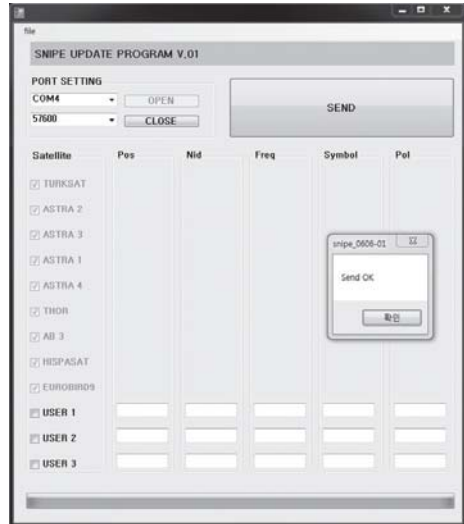 file
SNIPE UPDATE PROGRAM V.01
PORT SETTING
COM4 OPEN
57600 CLOSE
SEND
Satellite Pos Nid Freq Symbol Pol
TURKSAT
ASTRA 2
ASTRA 3
ASTRA 1
ASTRA 4
THOR
AB 3
HISPASAT
EUROBIRD9
USER 1
USER 2
USER 3
snipe_0606-01
Send OK
확인